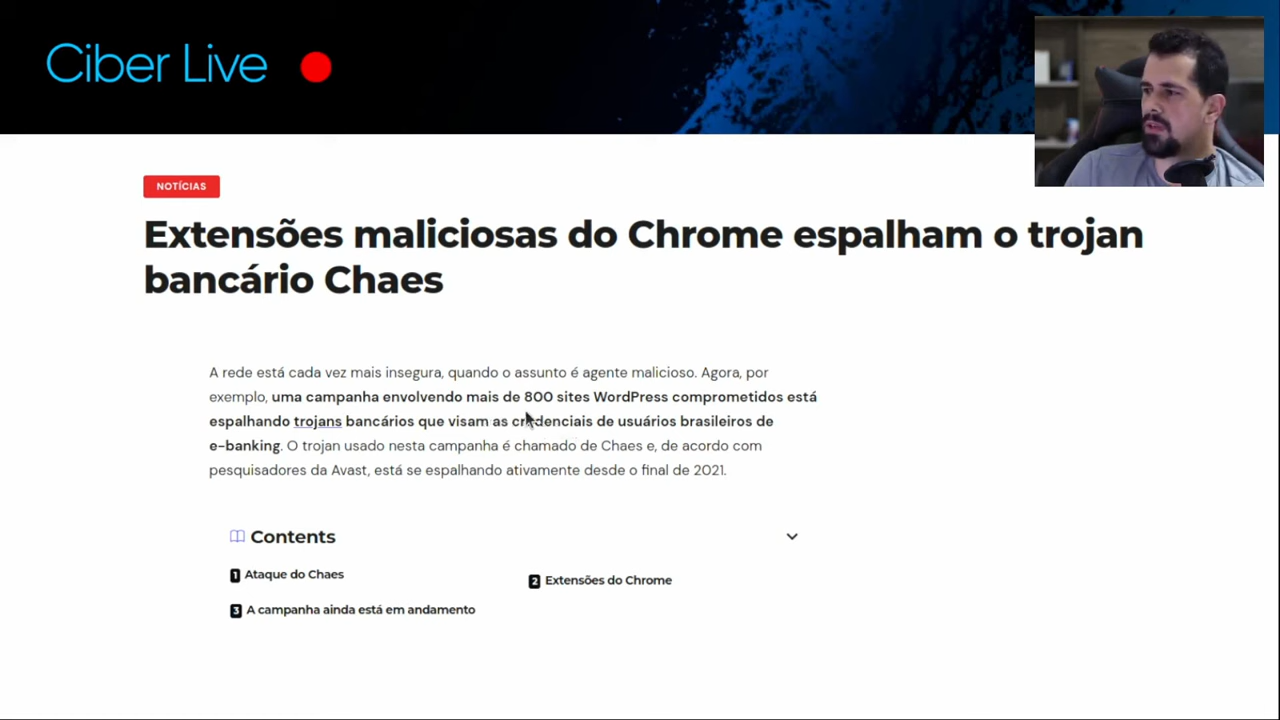 Ciber Live
NOTÍCIAS
Extensões maliciosas do Chrome espalham o trojan
bancário Chaes
A rede está cada vez mais insegura, quando o assunto é agente malicioso. Agora, por
exemplo, uma campanha envolvendo mais de 800 sites WordPress comprometidos está
espalhando trojans bancários que visam as credenciais de usuários brasileiros de
e-banking. O trojan usado nesta campanha é chamado de Chaes e, de acordo com
pesquisadores da Avast, está se espalhando ativamente desde o final de 2021.
Contents
1 Ataque do Chaes
2 Extensões do Chrome
3 A campanha ainda está em andamento